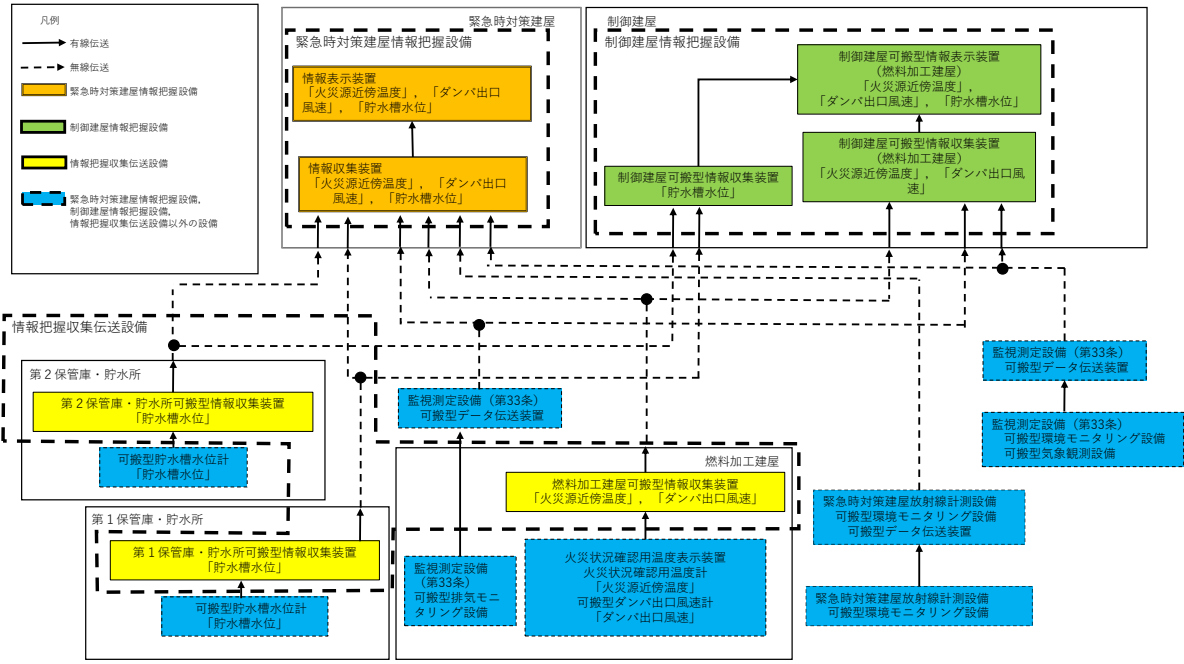 凡例
有線伝送
無線伝送
緊急時対策建屋情報把握設備
制御建屋情報把握設備
情報把握収集伝送設備
緊急時対策建屋情報把握設備，
制御建屋情報把握設備，
情報把握収集伝送設備以外の設備
緊急時対策建屋
緊急時対策建屋情報把握設備
情報表示装置
「火災源近傍温度」，「ダンパ出口
風速」，「貯水槽水位」
情報収集装置
「火災源近傍温度」，「ダンパ出口
風速」，「貯水槽水位」
制御建屋
制御建屋情報把握設備
制御建屋可搬型情報表示装置
(燃料加工建屋)
「火災源近傍温度」，
「ダンパ出口風速」，「貯水槽水位」
制御建屋可搬型情報収集装置
(燃料加工建屋)
「火災源近傍温度」，「ダンパ出口風
速」
制御建屋可搬型情報収集装置
「貯水槽水位」
情報把握収集伝送設備
第２保管庫・貯水所
第２保管庫・貯水所可搬型情報収集装置
「貯水槽水位」
可搬型貯水槽水位計
「貯水槽水位」
第１保管庫・貯水所
第１保管庫・貯水所可搬型情報収集装置
「貯水槽水位」
可搬型貯水槽水位計
「貯水槽水位」
監視測定設備（第33条）
可搬型データ伝送装置
燃料加工建屋
燃料加工建屋可搬型情報収集装置
「火災源近傍温度」，「ダンパ出口風速」
監視測定設備
（第33条）
可搬型排気モニ
タリング設備
火災状況確認用温度表示装置
火災状況確認用温度計
「火災源近傍温度」
可搬型ダンパ出口風速計
「ダンパ出口風速」
監視測定設備（第33条）
可搬型データ伝送装置
監視測定設備（第33条）
可搬型環境モニタリング設備
可搬型気象観測設備
緊急時対策建屋放射線計測設備
可搬型環境モニタリング設備
可搬型データ伝送装置
緊急時対策建屋放射線計測設備
可搬型環境モニタリング設備